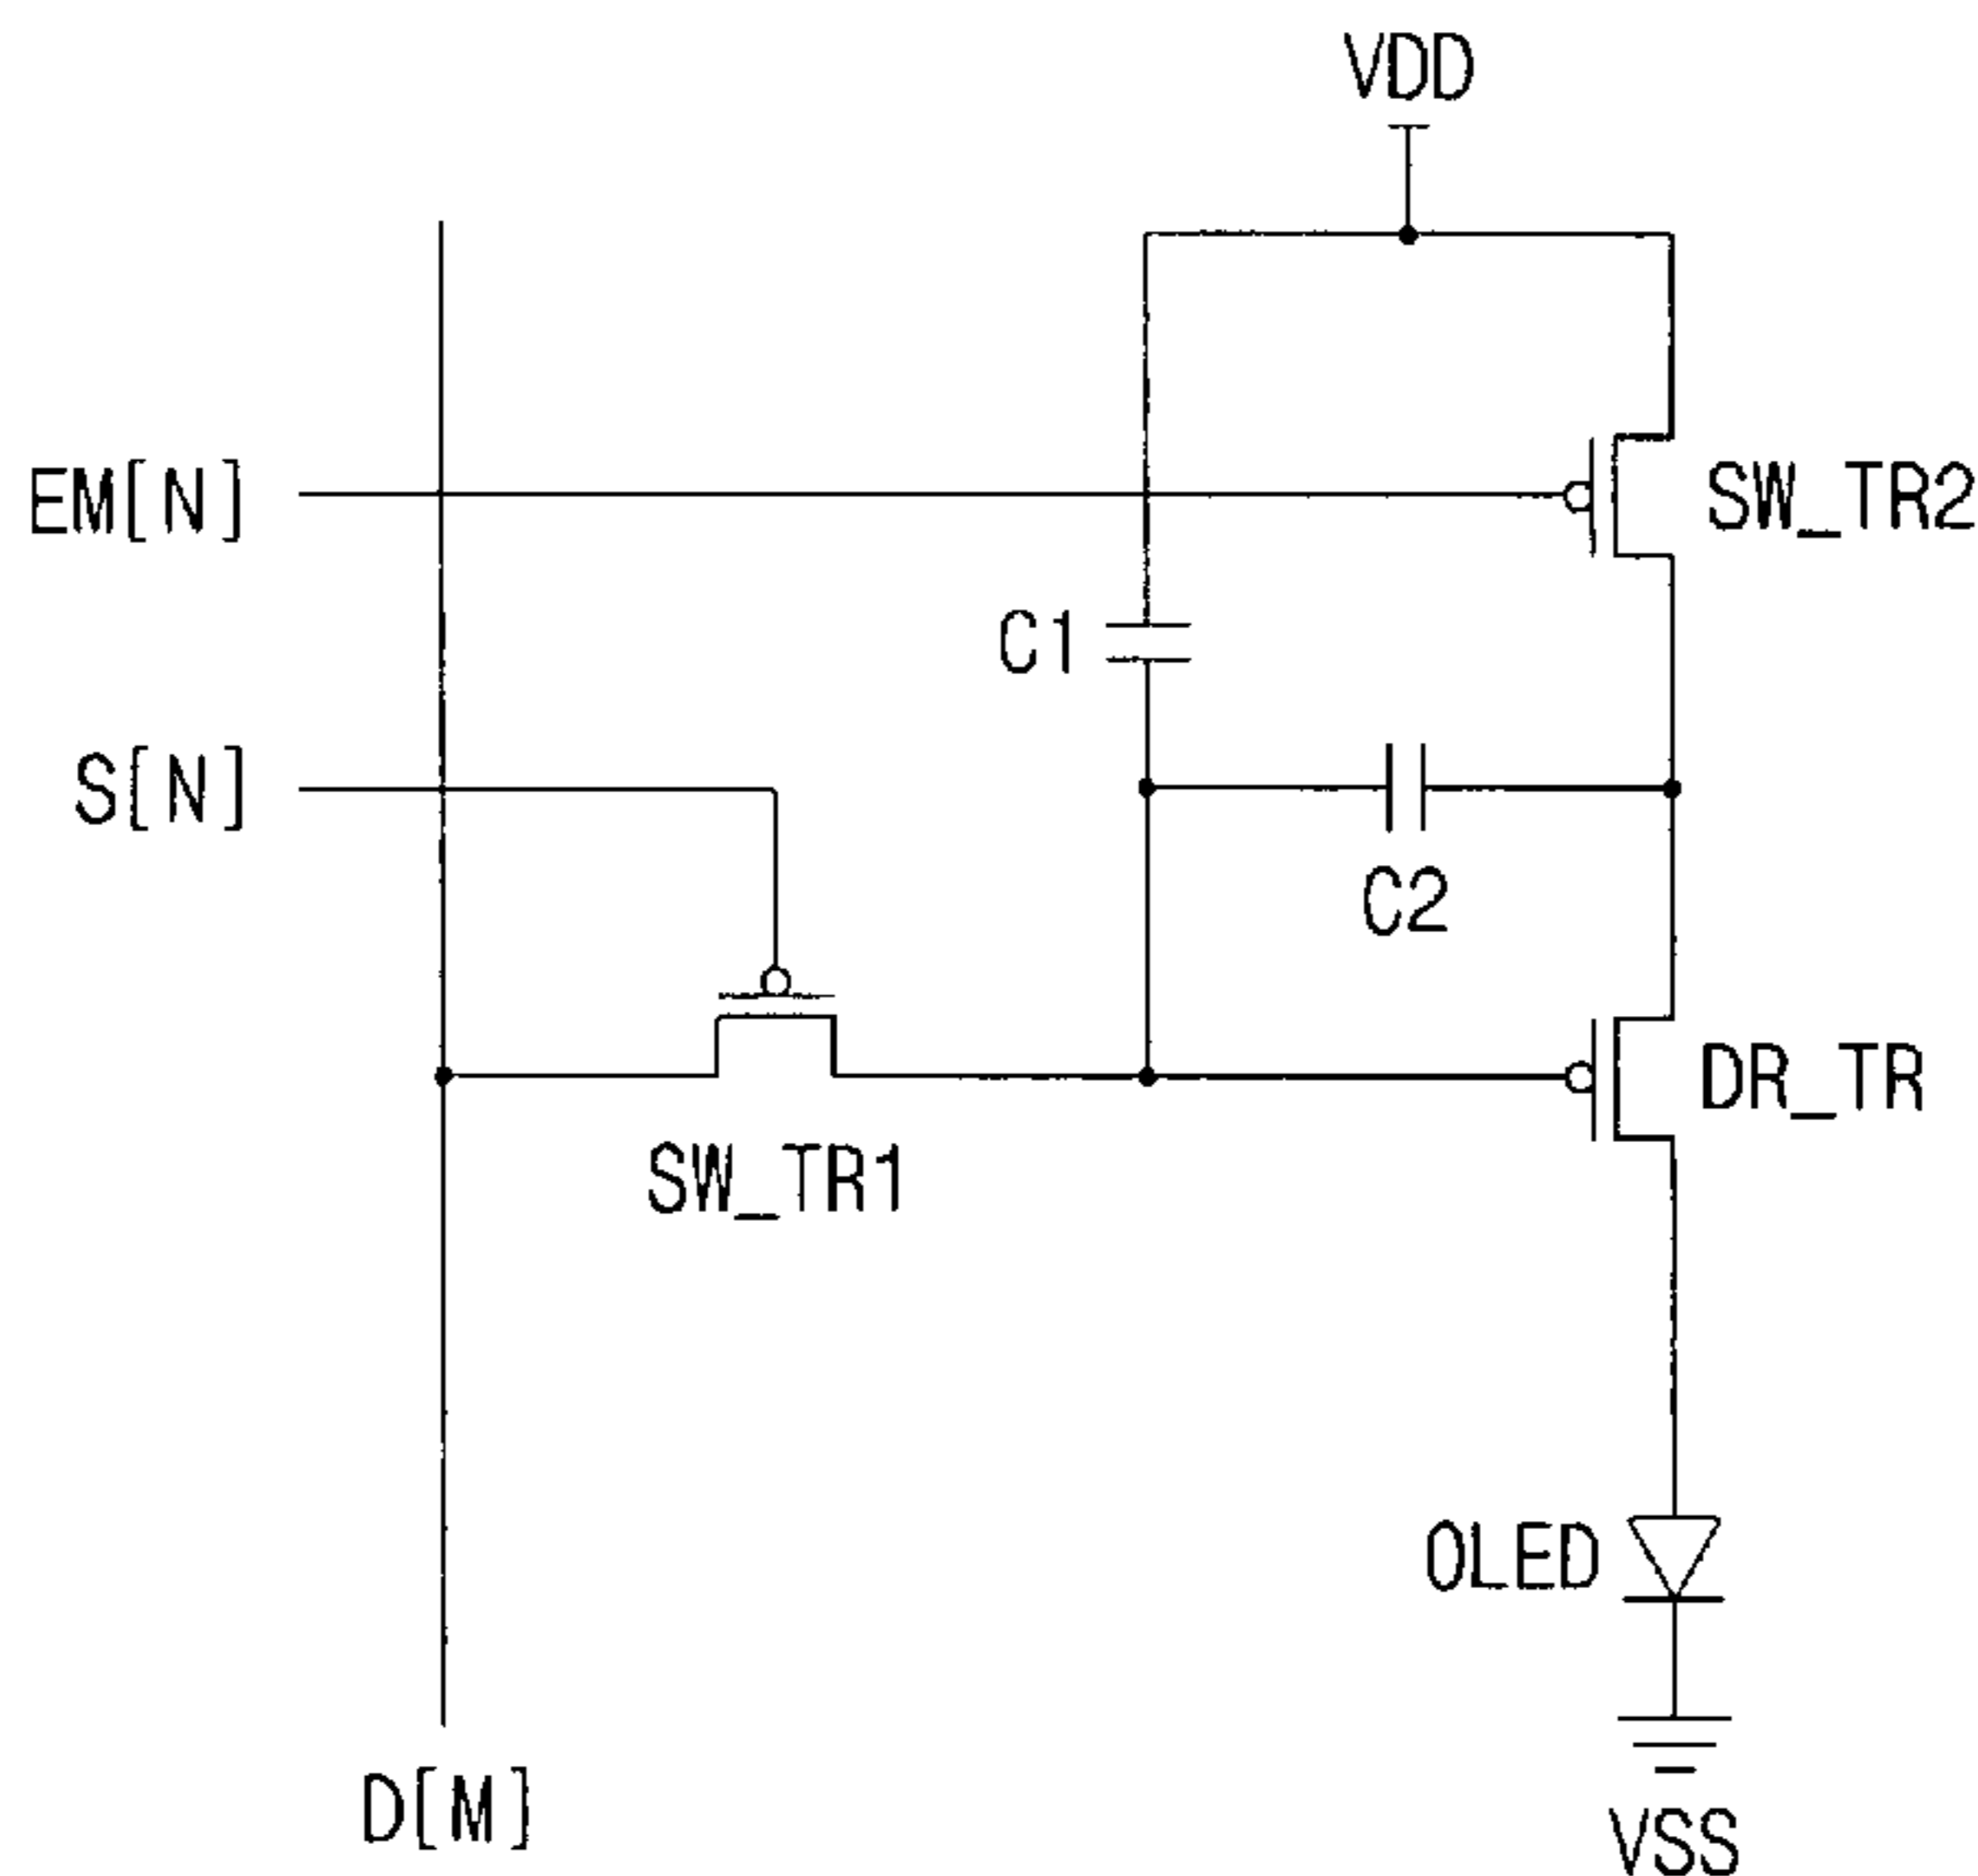 VDD
EM[N]
SW_TR2
C1
S[N]
C2
DR_TR
SW_TR1
OLED
D[M]
VSS